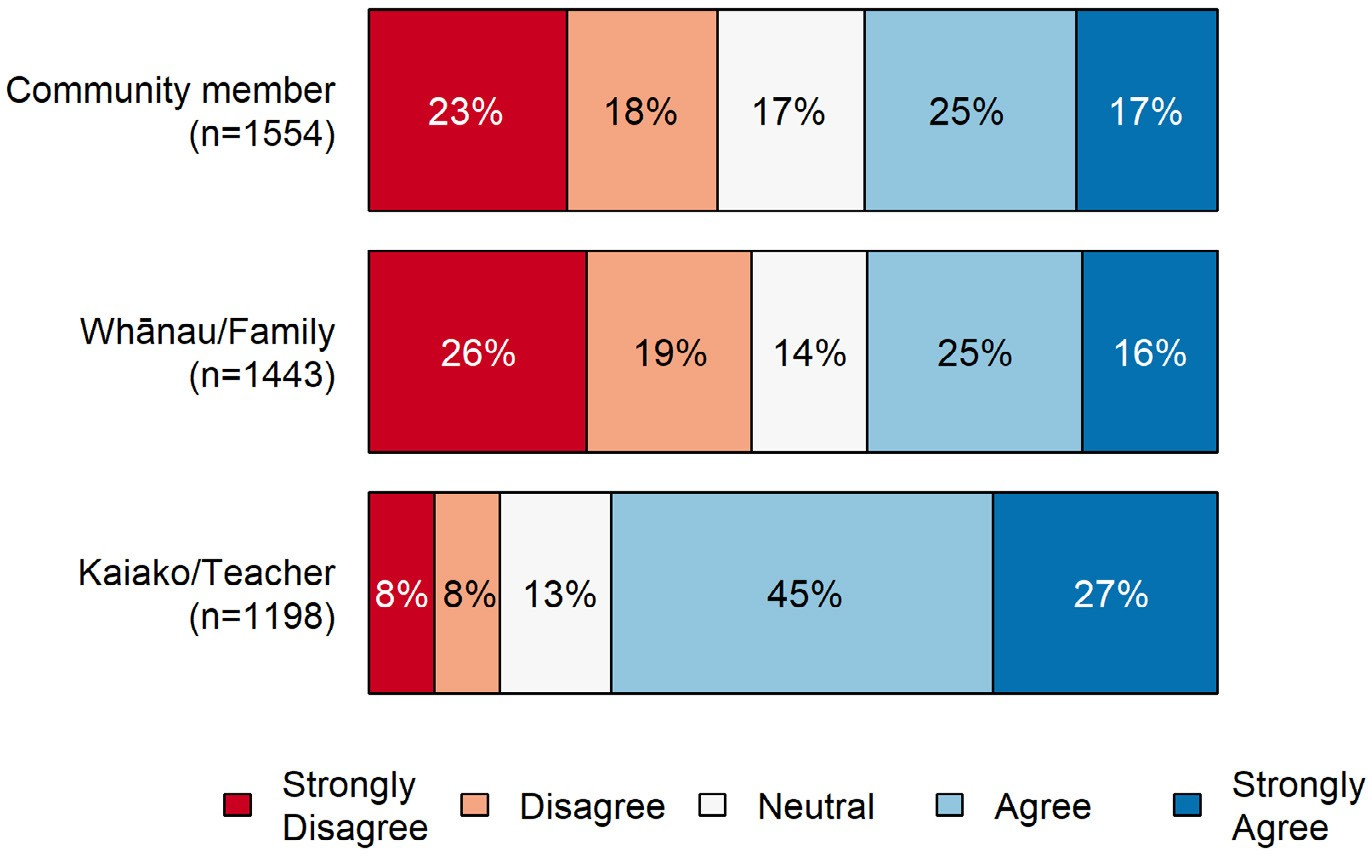 Community member
(n=1554)
23% 18% 17% 25% 17%
Whānau/Family
(n=1443)
26% 19% 14% 25% 16%
Kaiako/Teacher
(n=1198)
8% 8% 13% 45% 27%
Strongly
Disagree
Disagree
Neutral
Agree
Strongly
Agree